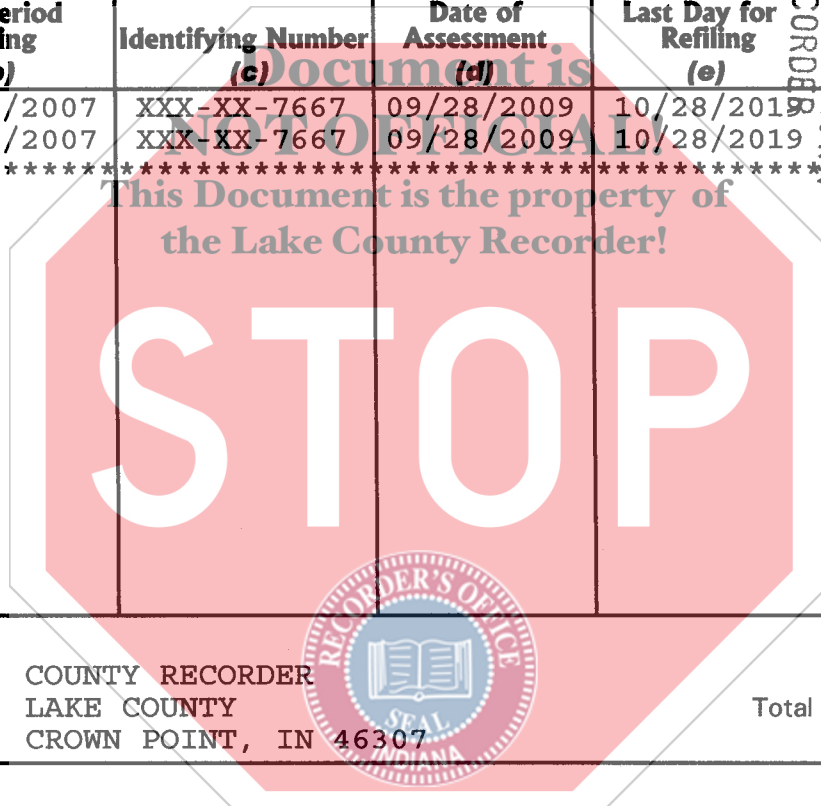 eriod Date of Last Day for
ing Identifying Number Assessment Refiling
) (c) (d) (e)
Document is
/2007 XXX-XX-7667 09/28/2009 10/28/2019
NOT OFFICIAL!
/2007 XXX-XX-7667 09/28/2009 10/28/2019
****************************************************
This Document is the property of
the Lake County Recorder!
STOP
RECORDER'S OFFICE
SEAL
INDIANA
COUNTY RECORDER
LAKE COUNTY Total
CROWN POINT, IN 46307
CORDER